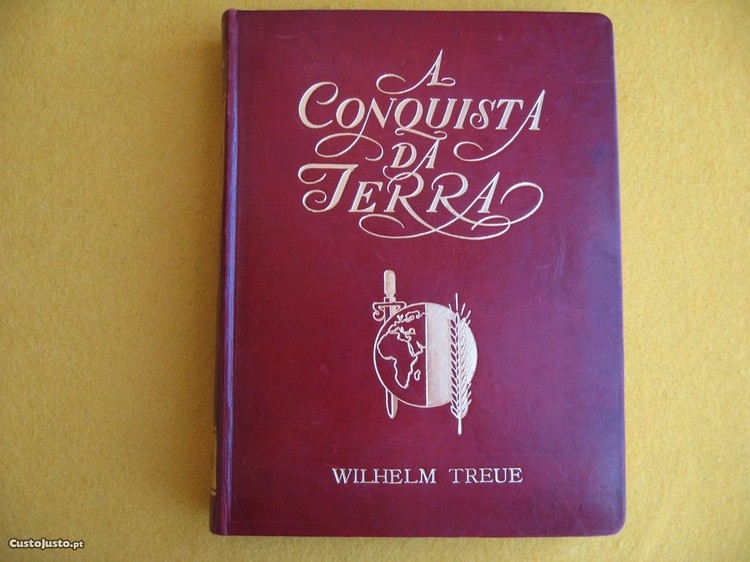 A
CONQUISTA
DA
TERRA
WILHELM TREUE
CustoJusto.pt